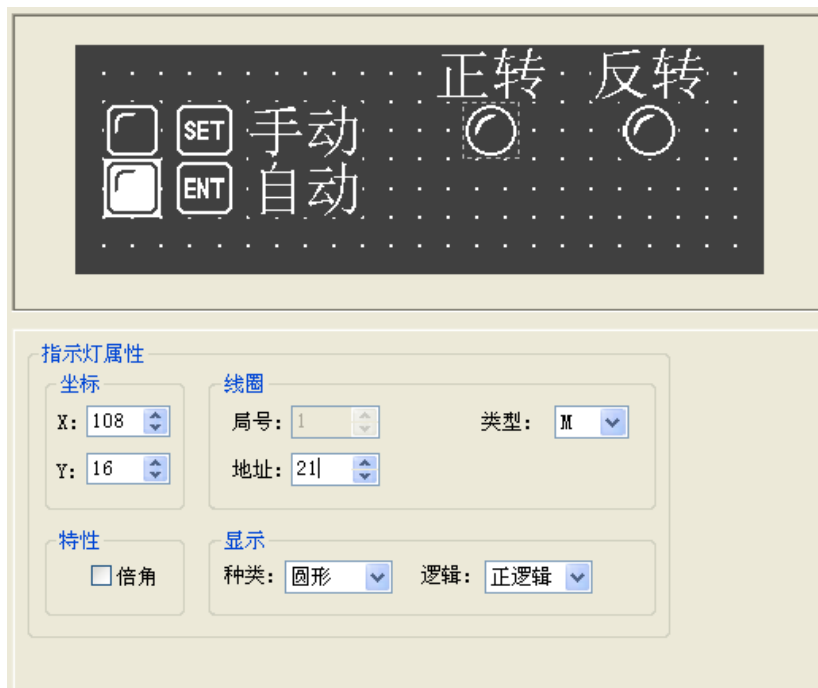 正转 反转
SET 手动
ENT 自动
指示灯属性
坐标 线圈
X: 108 局号: 1 类型: M
Y: 16 地址: 21
特性 显示
倍角 种类: 圆形 逻辑: 正逻辑